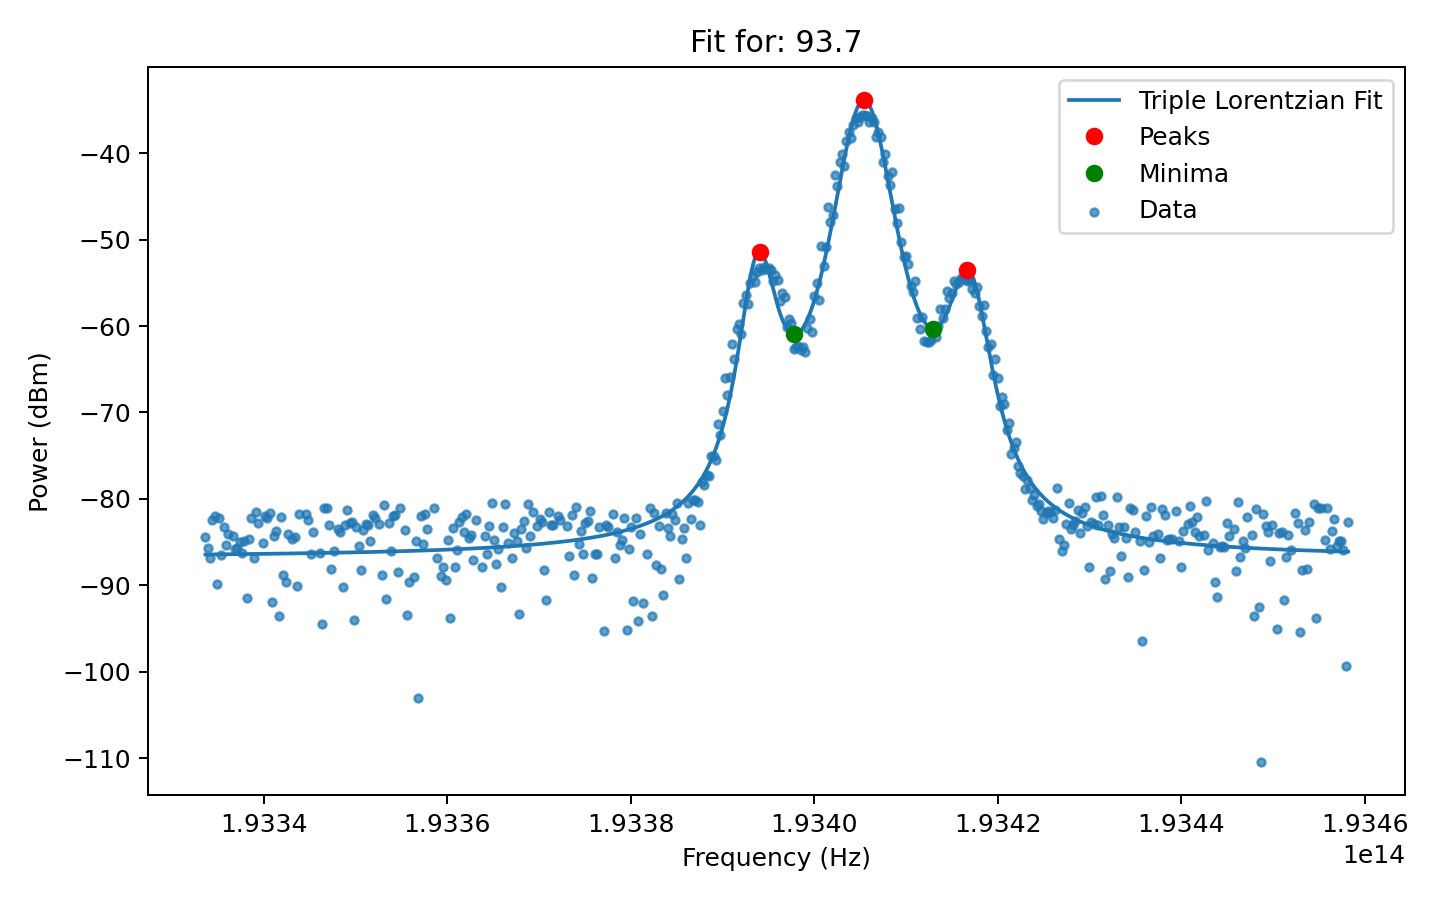 Fit for: 93.7
Triple Lorentzian Fit
Peaks
Minima
Data
Power (dBm)
−40
−50
−60
−70
−80
−90
−100
−110
1.9334 1.9336 1.9338 1.9340 1.9342 1.9344 1.9346
1e14
Frequency (Hz)